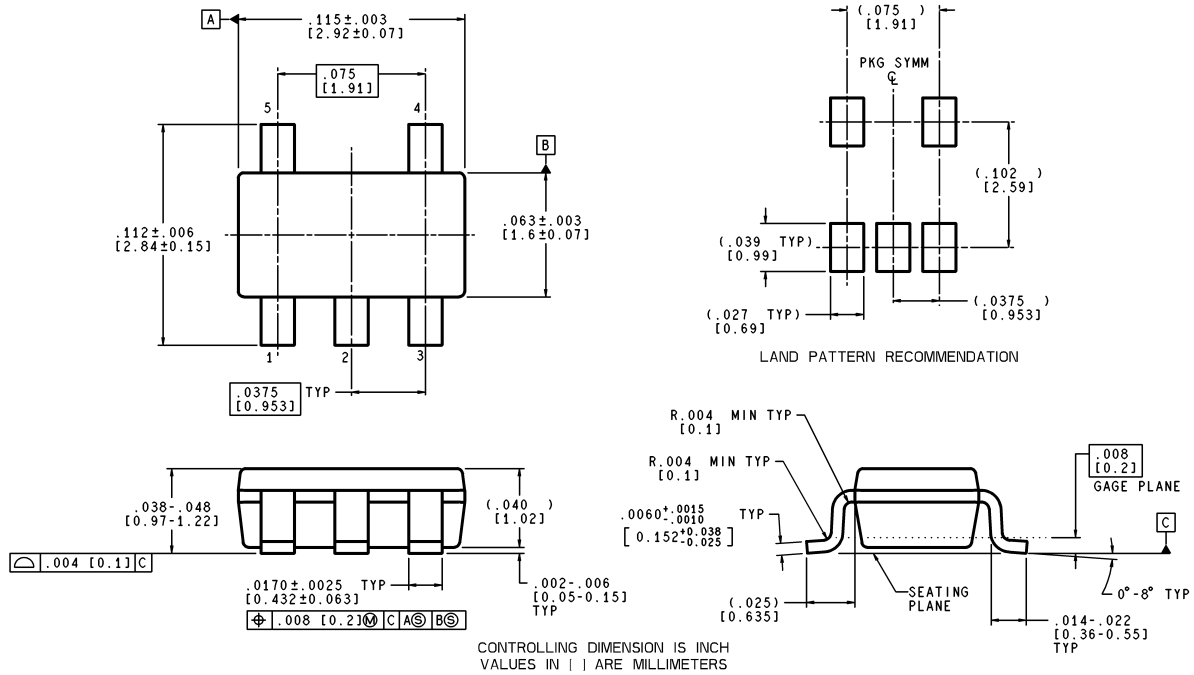 A
.115±.003
[2.92±0.07]
.075
[1.91]
5
4
B
.112±.006
[2.84±0.15]
.063±.003
[1.6±0.07]
1
2
3
.0375 TYP
[0.953]
(.075 )
[1.91]
PKG SYMM
℄
(.102 )
[2.59]
(.039 TYP)
[0.99]
(.027 TYP)
[0.69]
(.0375 )
[0.953]
LAND PATTERN RECOMMENDATION
.038-.048
[0.97-1.22]
(.040 )
[1.02]
⌓ .004 [0.1] C
.0170±.0025 TYP
[0.432±0.063]
⌖ .008 [0.2]Ⓜ C AⓈ BⓈ
.002-.006
[0.05-0.15]
TYP
R.004 MIN TYP
[0.1]
R.004 MIN TYP
[0.1]
.0060+.0015 -.0010 TYP
[0.152+0.038 -0.025]
.008
[0.2]
GAGE PLANE
C
SEATING
PLANE
0°-8° TYP
(.025)
[0.635]
.014-.022
[0.36-0.55]
TYP
CONTROLLING DIMENSION IS INCH
VALUES IN [ ] ARE MILLIMETERS